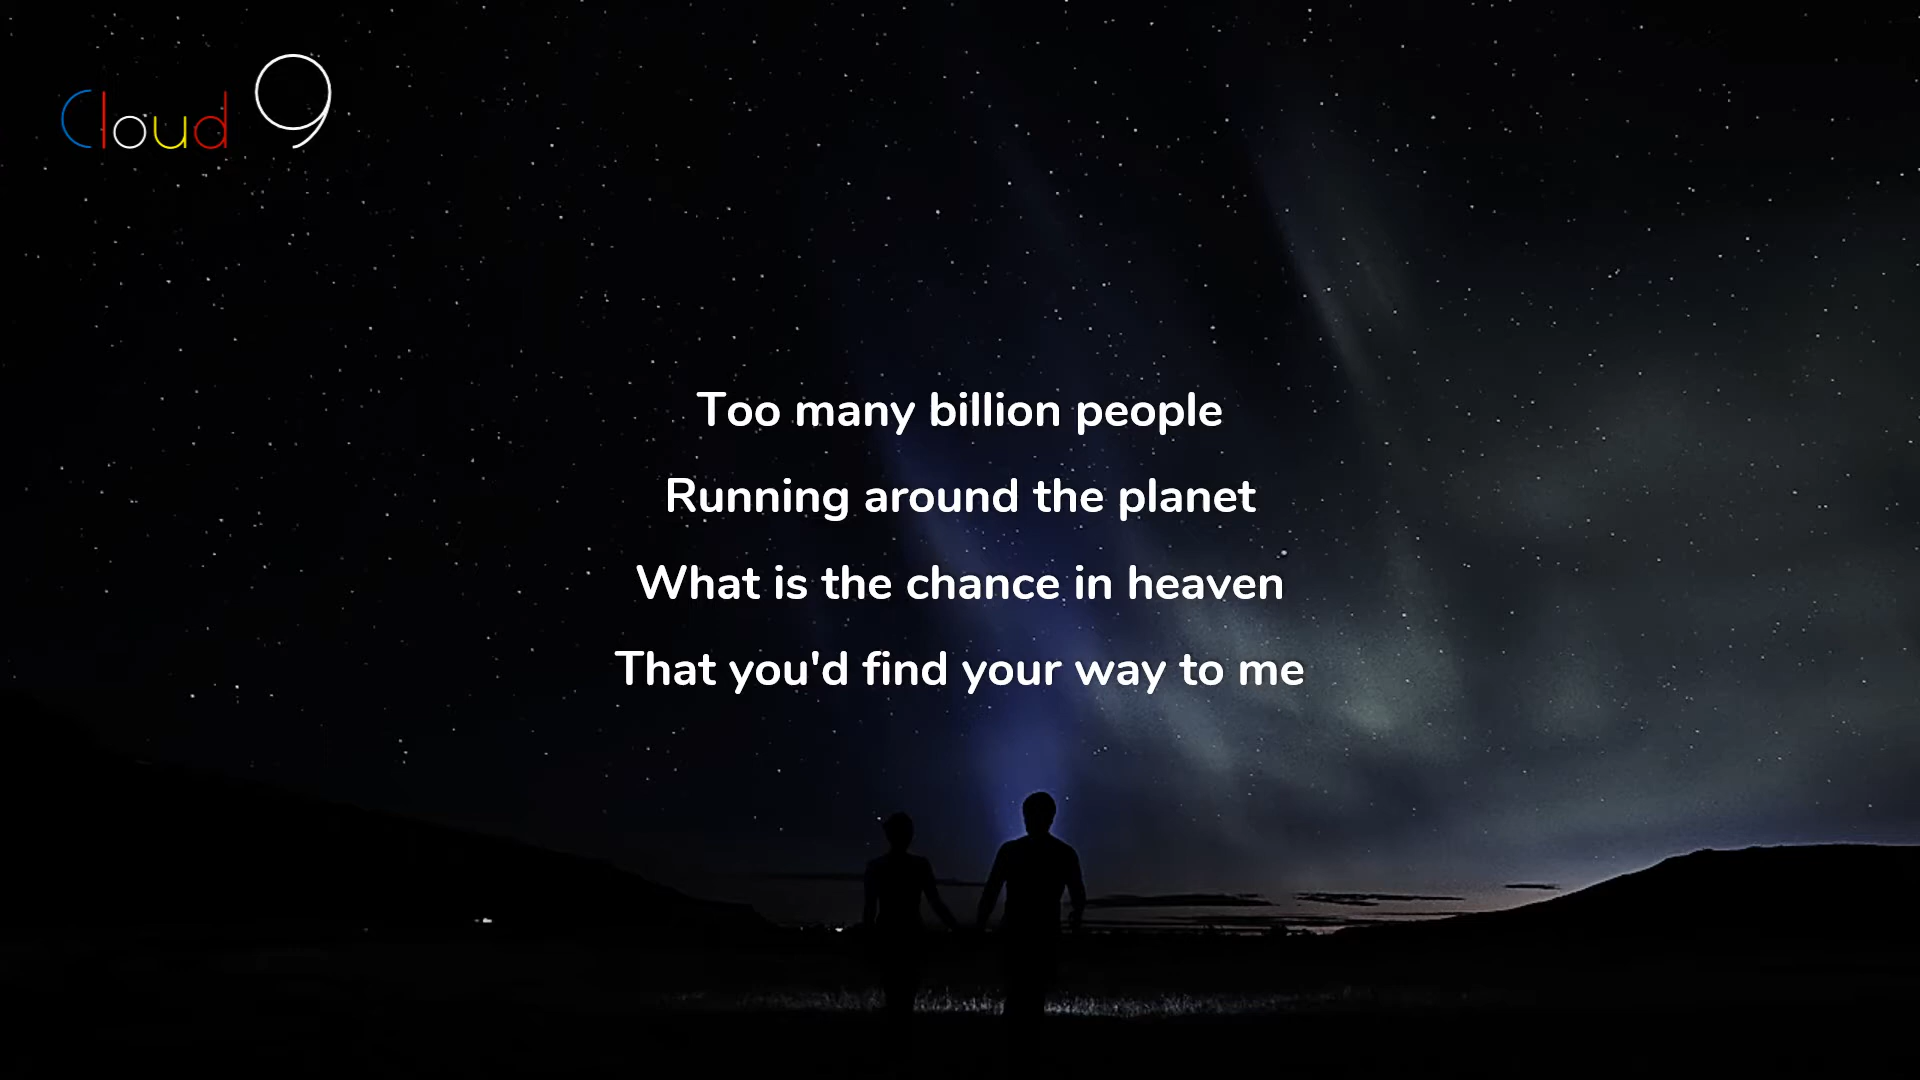 Cloud 9
Too many billion people
Running around the planet
What is the chance in heaven
That you'd find your way to me